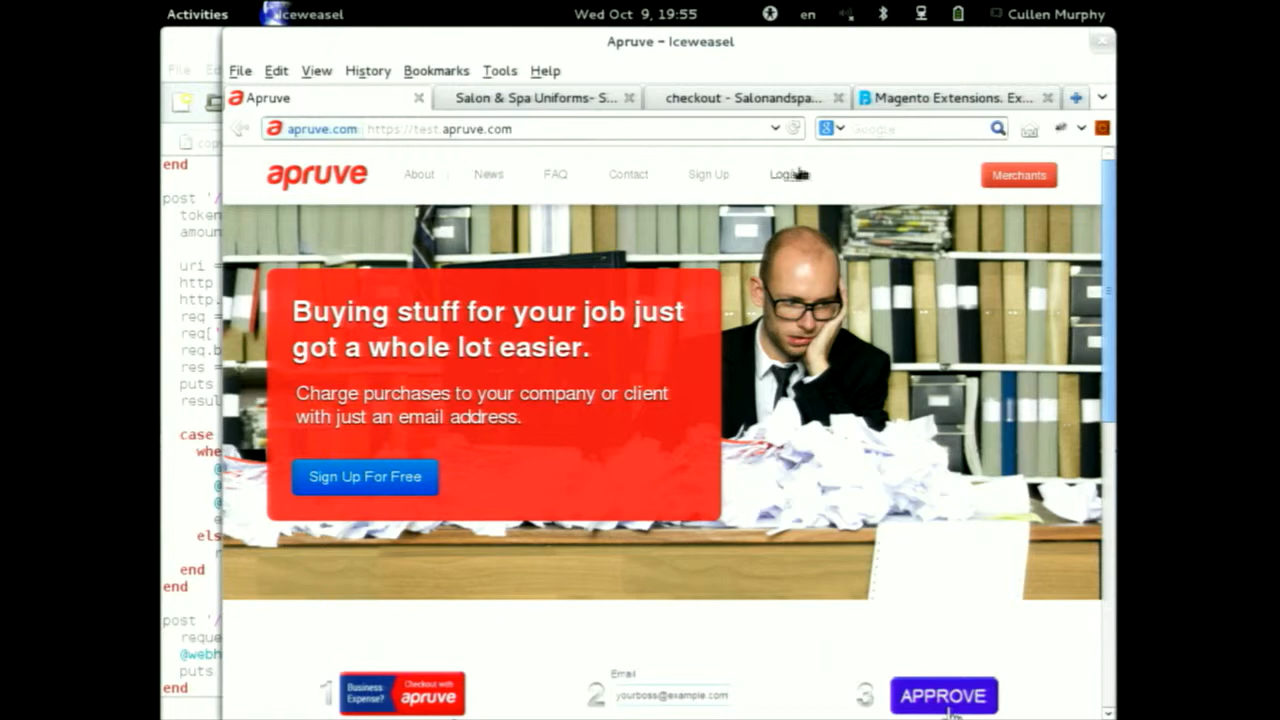 Activities
Iceweasel
Wed Oct 9, 19:55
en
Cullen Murphy
Apruve - Iceweasel
File Edit View History Bookmarks Tools Help
Apruve
Salon & Spa Uniforms- S...
checkout - Salonandspa...
Magento Extensions. Ex...
apruve.com https://test.apruve.com
Google
apruve
About
News
FAQ
Contact
Sign Up
Merchants
Buying stuff for your job just
got a whole lot easier.
Charge purchases to your company or client
with just an email address.
Sign Up For Free
1
Business
Expense?
Checkout with
apruve
2
Email
yourboss@example.com
3
APPROVE
File
end
post '/
token
amoun
uri =
http
http.
req =
req['
req.b
res =
puts
resul
case
whe
els
end
end
post '/
reque
@webh
puts
end